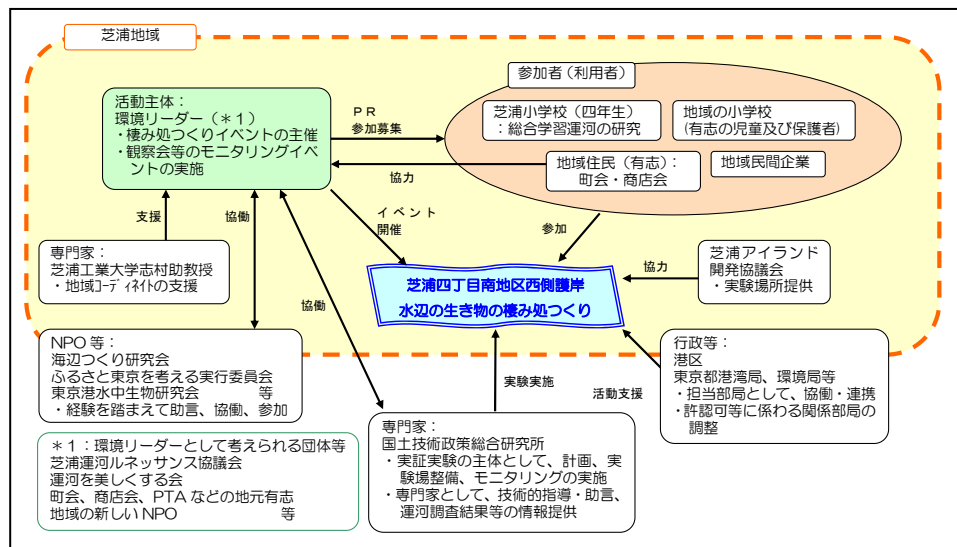 芝浦地域
参加者(利用者)
芝浦小学校(四年生)
:総合学習運河の研究
地域の小学校
(有志の児童及び保護者)
地域住民(有志):
町会・商店会
地域民間企業
活動主体:
環境リーダー(*1)
・棲み処つくりイベントの主催
・観察会等のモニタリングイベ
ントの実施
PR
参加募集
協力
支援
協働
イベント
開催
参加
専門家:
芝浦工業大学志村助教授
・地域コーディネイトの支援
協働
芝浦四丁目南地区西側護岸
水辺の生き物の棲み処つくり
協力
芝浦アイランド
開発協議会
・実験場所提供
NPO等:
海辺つくり研究会
ふるさと東京を考える実行委員会
東京港水中生物研究会 等
・経験を踏まえて助言、協働、参加
実験実施
活動支援
行政等:
港区
東京都港湾局、環境局等
・担当部局として、協働・連携
・許認可等に係わる関係部局の
調整
*1:環境リーダーとして考えられる団体等
芝浦運河ルネッサンス協議会
運河を美しくする会
町会、商店会、PTAなどの地元有志
地域の新しいNPO 等
専門家:
国土技術政策総合研究所
・実証実験の主体として、計画、実
験場整備、モニタリングの実施
・専門家として、技術的指導・助言、
運河調査結果等の情報提供